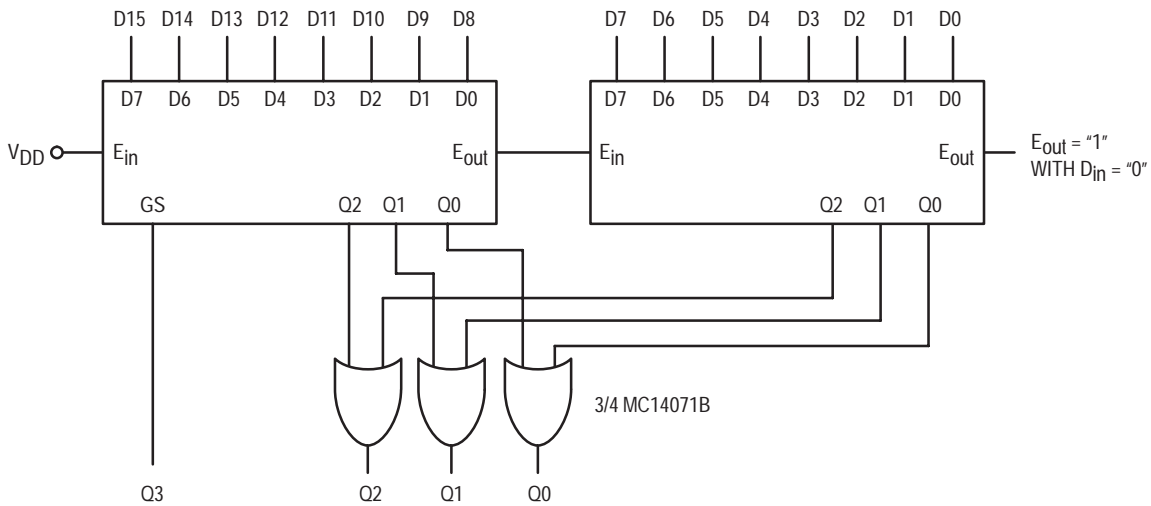 D15 D14 D13 D12 D11 D10 D9 D8 D7 D6 D5 D4 D3 D2 D1 D0
D7 D6 D5 D4 D3 D2 D1 D0 D7 D6 D5 D4 D3 D2 D1 D0
VDD Ein Eout Ein Eout
Eout = “1”
WITH Din = “0”
GS Q2 Q1 Q0 Q2 Q1 Q0
3/4 MC14071B
Q3 Q2 Q1 Q0